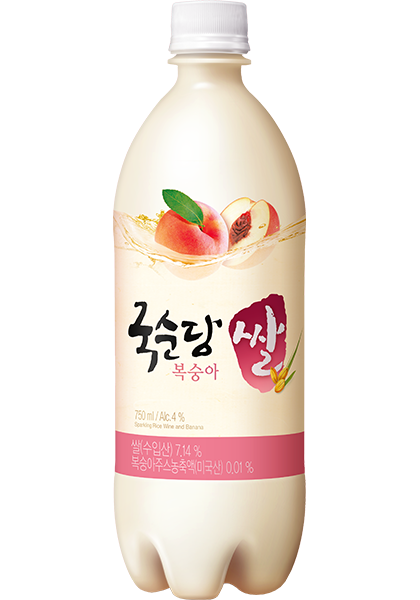 국순당 쌀
복숭아
750 ml / Alc.4 %
Sparkling Rice Wine and Banana
쌀(수입산) 7,14 %
복숭아주스농축액(미국산) 0,01 %